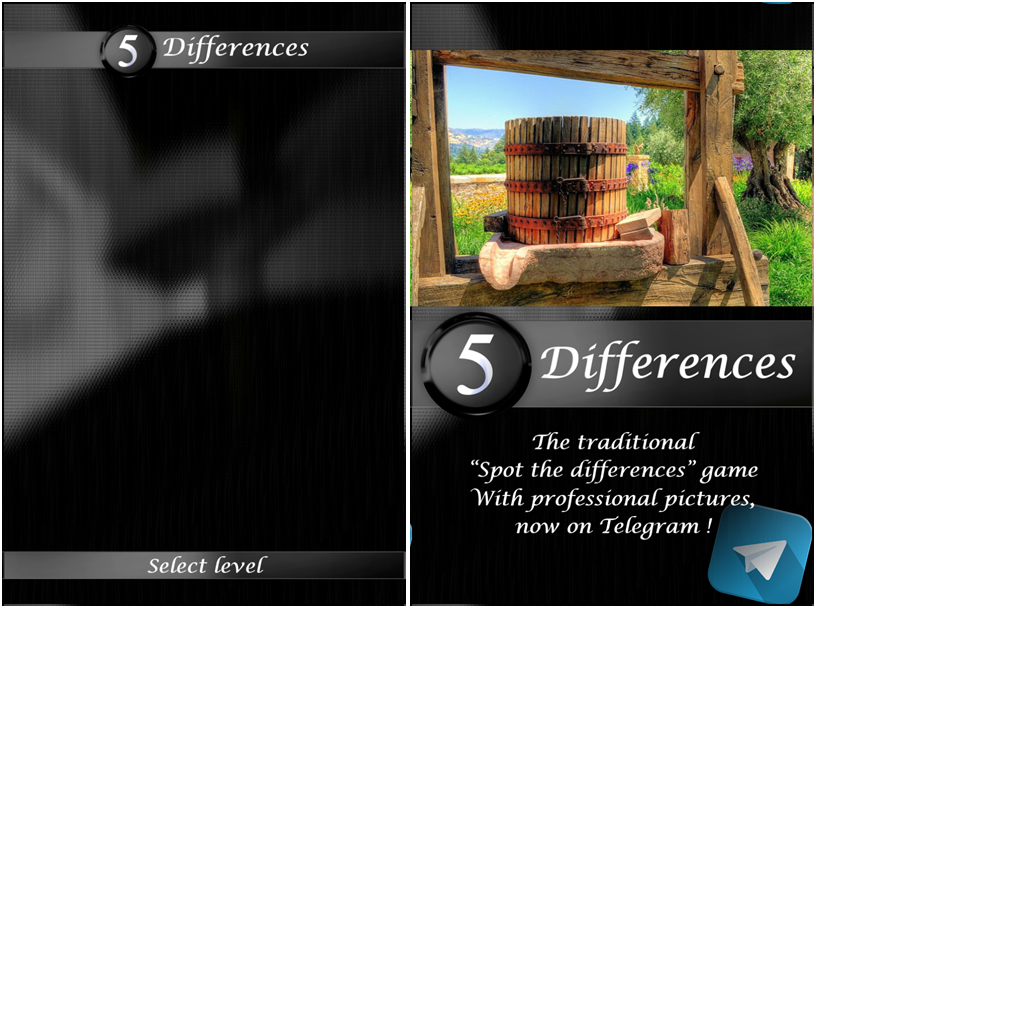 5 Differences
Select level
5 Differences
The traditional
“Spot the differences” game
With professional pictures,
now on Telegram !